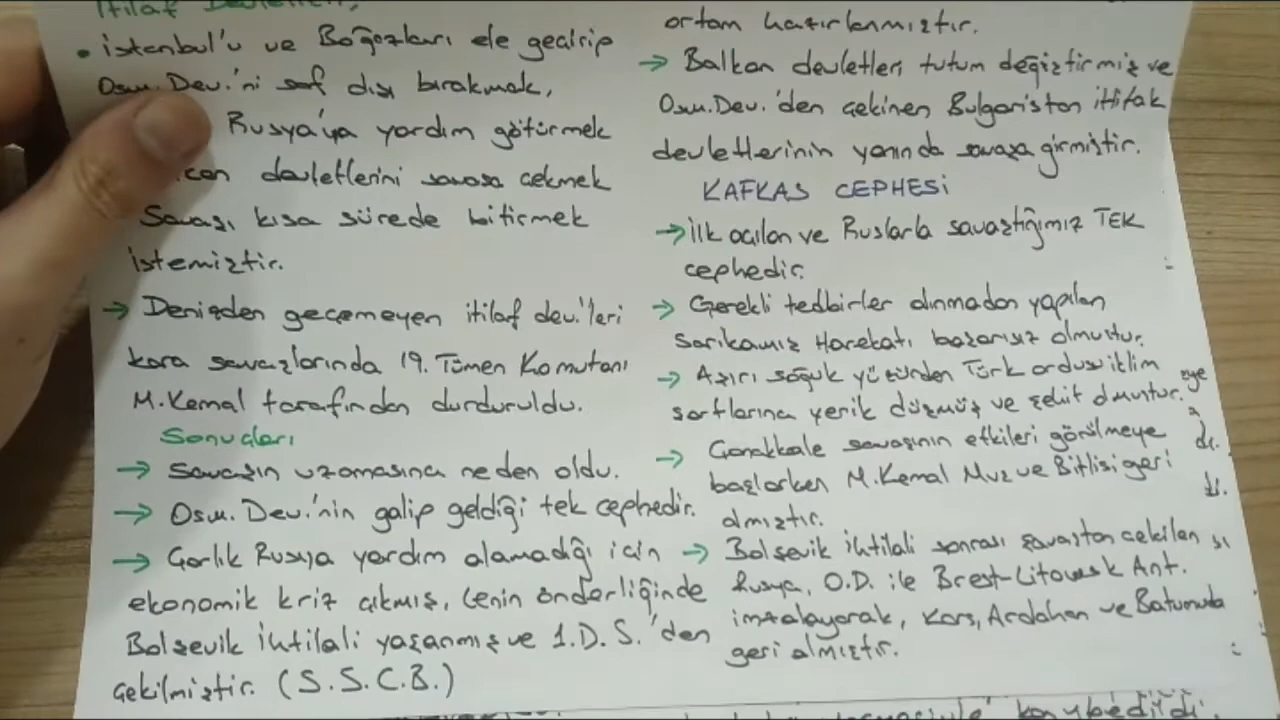 İtilaf Devletleri,
• İstanbul'u ve Boğazları ele geçirip
Osm. Dev.'ni saf dışı bırakmak,
Rusya'ya yardım götürmek
devletlerini savaşa çekmek
Savaşı kısa sürede bitirmek
istemiştir.
→ Denizden geçemeyen itilaf dev.'leri
kara savaşlarında 19. Tümen Komutanı
M.Kemal tarafından durduruldu.
Sonuçları
→ Savaşın uzamasına neden oldu.
→ Osm. Dev.'nin galip geldiği tek cephedir.
→ Çarlık Rusya yardım alamadığı için
ekonomik kriz çıkmış, Lenin önderliğinde
Bolşevik İhtilali yaşanmış ve 1.D.S.'den
çekilmiştir. (S.S.C.B.)
ortam hazırlanmıştır.
→ Balkan devletleri tutum değiştirmiş ve
Osm.Dev.'den çekinen Bulgaristan ittifak
devletlerinin yanında savaşa girmiştir.
KAFKAS CEPHESİ
→ İlk açılan ve Ruslarla savaştığımız TEK
cephedir.
→ Gerekli tedbirler alınmadan yapılan
Sarıkamış Harekatı başarısız olmuştur.
→ Aşırı soğuk yüzünden Türk ordusu iklim
şartlarına yenik düşmüş ve şehit olmuştur.
→ Çanakkale savaşının etkileri görülmeye
başlarken M.Kemal Muş ve Bitlisi geri
almıştır.
→ Bolşevik ihtilali sonrası savaştan çekilen
Rusya, O.D. ile Brest-Litowsk Ant.
imzalayarak, Kars, Ardahan ve Batumuda
geri almıştır.
kaybedildi.